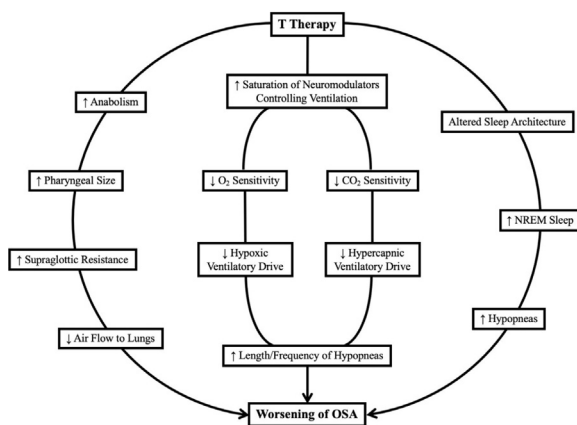 T Therapy
↑ Saturation of Neuromodulators
Controlling Ventilation
↑ Anabolism
Altered Sleep Architecture
↑ Pharyngeal Size
↓ O₂ Sensitivity
↓ CO₂ Sensitivity
↑ NREM Sleep
↑ Supraglottic Resistance
↓ Hypoxic
Ventilatory Drive
↓ Hypercapnic
Ventilatory Drive
↑ Hypopneas
↓ Air Flow to Lungs
↑ Length/Frequency of Hypopneas
Worsening of OSA